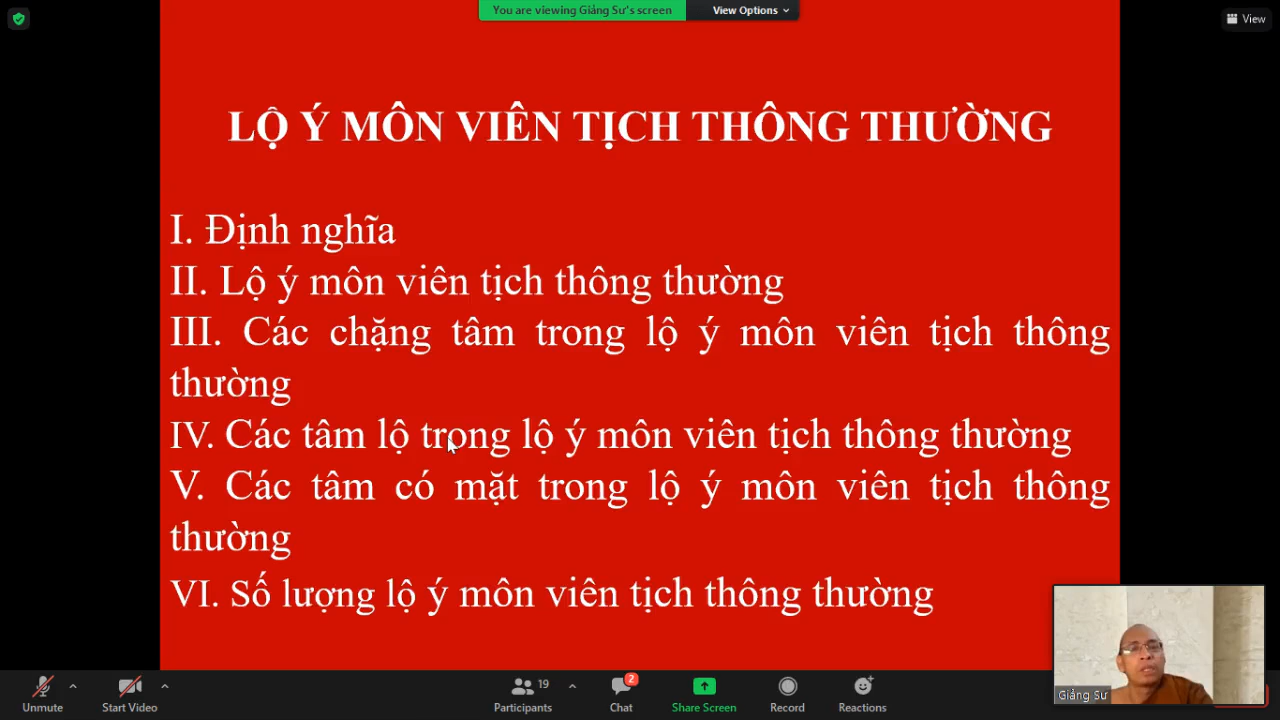 You are viewing Giảng Sư's screen
View Options
View
LỘ Ý MÔN VIÊN TỊCH THÔNG THƯỜNG
I. Định nghĩa
II. Lộ ý môn viên tịch thông thường
III. Các chặng tâm trong lộ ý môn viên tịch thông
thường
IV. Các tâm lộ trong lộ ý môn viên tịch thông thường
V. Các tâm có mặt trong lộ ý môn viên tịch thông
thường
VI. Số lượng lộ ý môn viên tịch thông thường
Giảng Sư
19
2
Unmute
Start Video
Participants
Chat
Share Screen
Record
Reactions